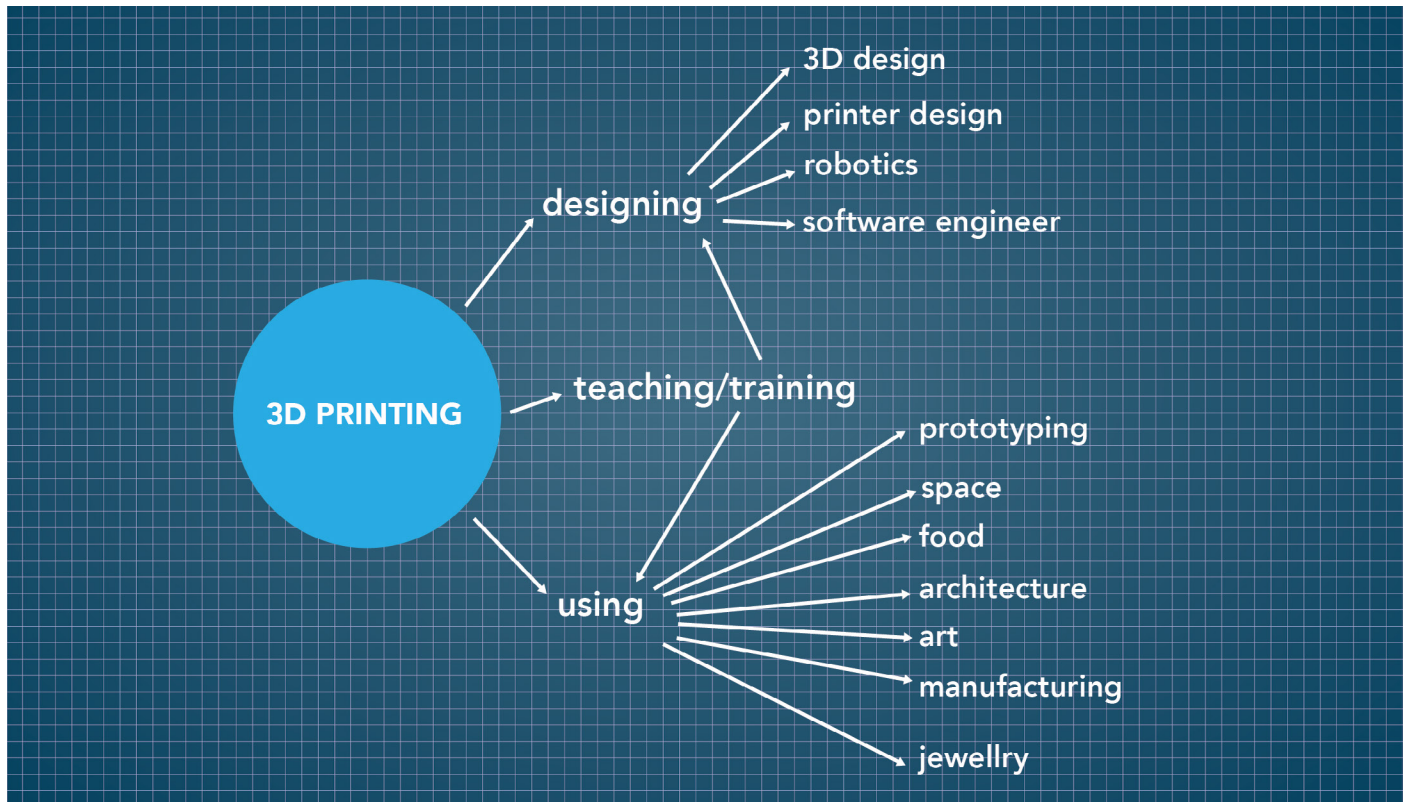 3D PRINTING
designing
3D design
printer design
robotics
software engineer
teaching/training
using
prototyping
space
food
architecture
art
manufacturing
jewellry